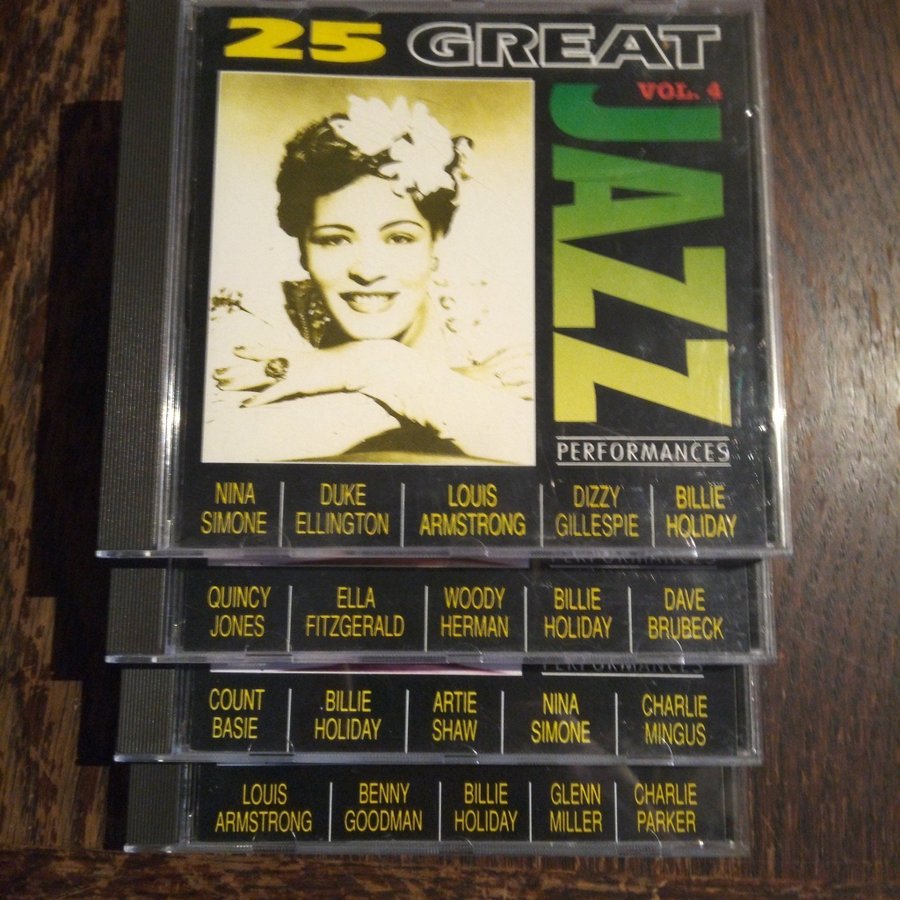 25 GREAT
VOL. 4
JAZZ
PERFORMANCES
NINA SIMONE
DUKE ELLINGTON
LOUIS ARMSTRONG
DIZZY GILLESPIE
BILLIE HOLIDAY
PERFORMANCES
QUINCY JONES
ELLA FITZGERALD
WOODY HERMAN
BILLIE HOLIDAY
DAVE BRUBECK
PERFORMANCES
COUNT BASIE
BILLIE HOLIDAY
ARTIE SHAW
NINA SIMONE
CHARLIE MINGUS
LOUIS ARMSTRONG
BENNY GOODMAN
BILLIE HOLIDAY
GLENN MILLER
CHARLIE PARKER